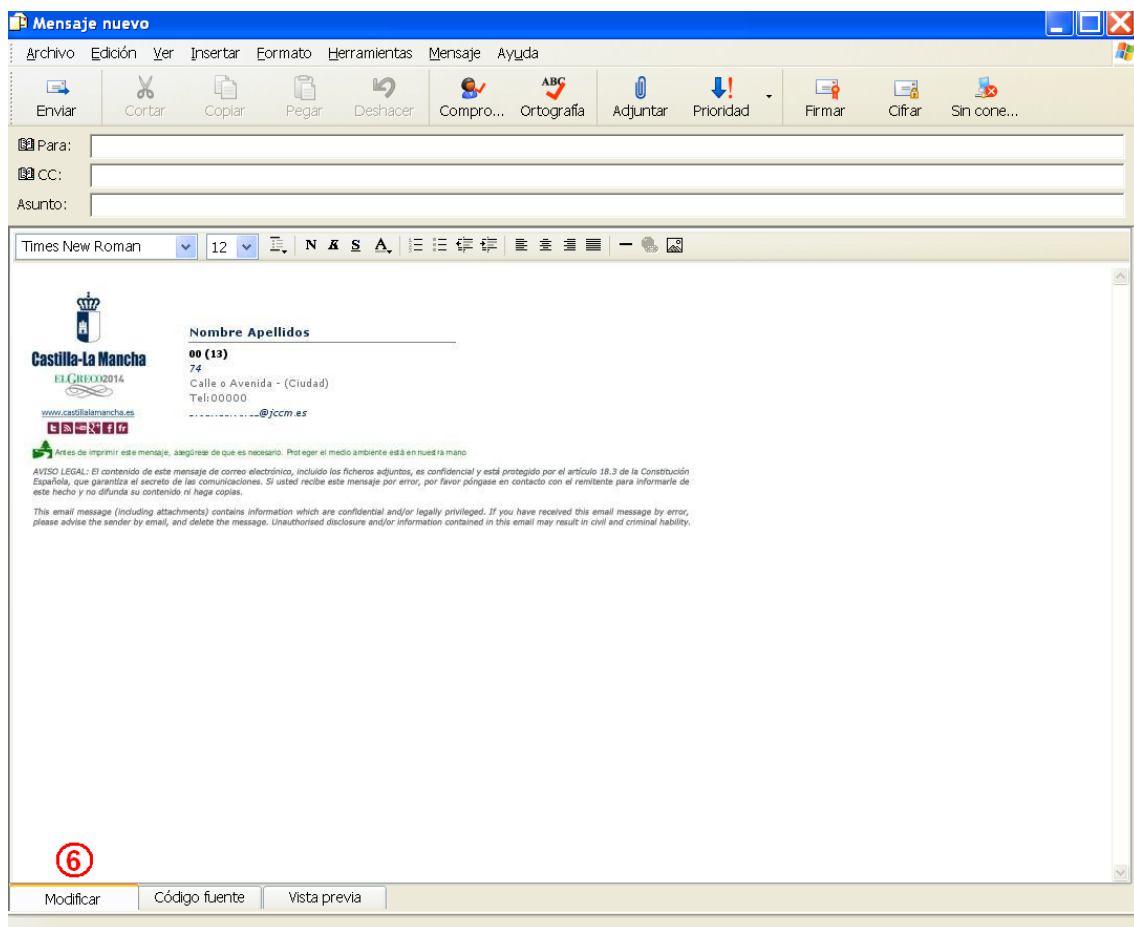 Mensaje nuevo
Archivo Edición Ver Insertar Formato Herramientas Mensaje Ayuda
Enviar Cortar Copiar Pegar Deshacer Compro... Ortografía Adjuntar Prioridad Firmar Cifrar Sin cone...
Para:
CC:
Asunto:
Times New Roman 12 N K S A
Castilla-La Mancha
EL GRECO2014
www.castillalamancha.es
Nombre Apellidos
00 (13)
74
Calle o Avenida - (Ciudad)
Tel:00000
@jccm.es
Antes de imprimir este mensaje, asegúrese de que es necesario. Proteger el medio ambiente está en nuestra mano
AVISO LEGAL: El contenido de este mensaje de correo electrónico, incluido los ficheros adjuntos, es confidencial y está protegido por el artículo 18.3 de la Constitución
Española, que garantiza el secreto de las comunicaciones. Si usted recibe este mensaje por error, por favor póngase en contacto con el remitente para informarle de
este hecho y no difunda su contenido ni haga copias.
This email message (including attachments) contains information which are confidential and/or legally privileged. If you have received this email message by error,
please advise the sender by email, and delete the message. Unauthorised disclosure and/or information contained in this email may result in civil and criminal hability.
6
Modificar Código fuente Vista previa